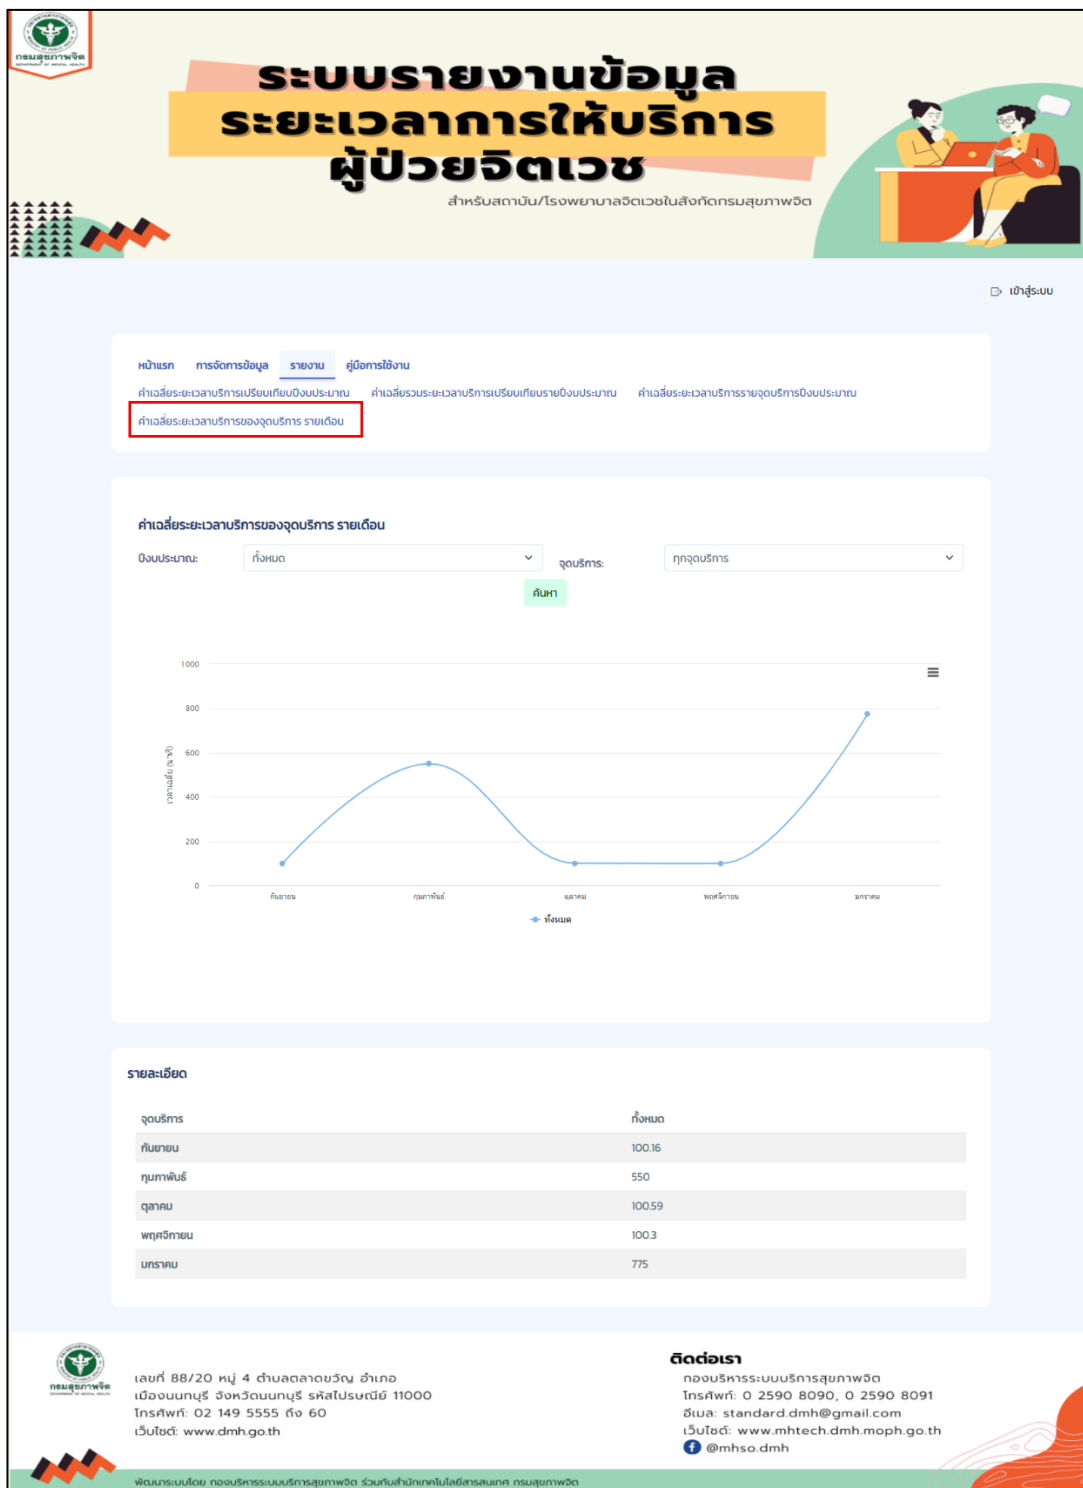 กรมสุขภาพจิต
DEPARTMENT OF MENTAL HEALTH
ระบบรายงานข้อมูล
ระยะเวลาการให้บริการ
ผู้ป่วยจิตเวช
สำหรับสถาบัน/โรงพยาบาลจิตเวชในสังกัดกรมสุขภาพจิต
เข้าสู่ระบบ
หน้าแรก การจัดการข้อมูล รายงาน คู่มือการใช้งาน
ค่าเฉลี่ยระยะเวลาบริการเปรียบเทียบปีงบประมาณ ค่าเฉลี่ยรวมระยะเวลาบริการเปรียบเทียบรายปีงบประมาณ ค่าเฉลี่ยระยะเวลาบริการรายจุดบริการปีงบประมาณ
ค่าเฉลี่ยระยะเวลาบริการของจุดบริการ รายเดือน
ค่าเฉลี่ยระยะเวลาบริการของจุดบริการ รายเดือน
ปีงบประมาณ: ทั้งหมด จุดบริการ: ทุกจุดบริการ
ค้นหา
1000
800
600
400
200
0
เวลาเฉลี่ย (นาที)
กันยายน กุมภาพันธ์ ตุลาคม พฤศจิกายน มกราคม
ทั้งหมด
รายละเอียด
จุดบริการ ทั้งหมด
กันยายน 100.16
กุมภาพันธ์ 550
ตุลาคม 100.59
พฤศจิกายน 100.3
มกราคม 775
กรมสุขภาพจิต
เลขที่ 88/20 หมู่ 4 ตำบลตลาดขวัญ อำเภอ
เมืองนนทบุรี จังหวัดนนทบุรี รหัสไปรษณีย์ 11000
โทรศัพท์: 02 149 5555 ถึง 60
เว็บไซต์: www.dmh.go.th
ติดต่อเรา
กองบริหารระบบบริการสุขภาพจิต
โทรศัพท์: 0 2590 8090, 0 2590 8091
อีเมล: standard.dmh@gmail.com
เว็บไซต์: www.mhtech.dmh.moph.go.th
@mhso.dmh
พัฒนาระบบโดย กองบริหารระบบบริการสุขภาพจิต ร่วมกับสำนักเทคโนโลยีสารสนเทศ กรมสุขภาพจิต